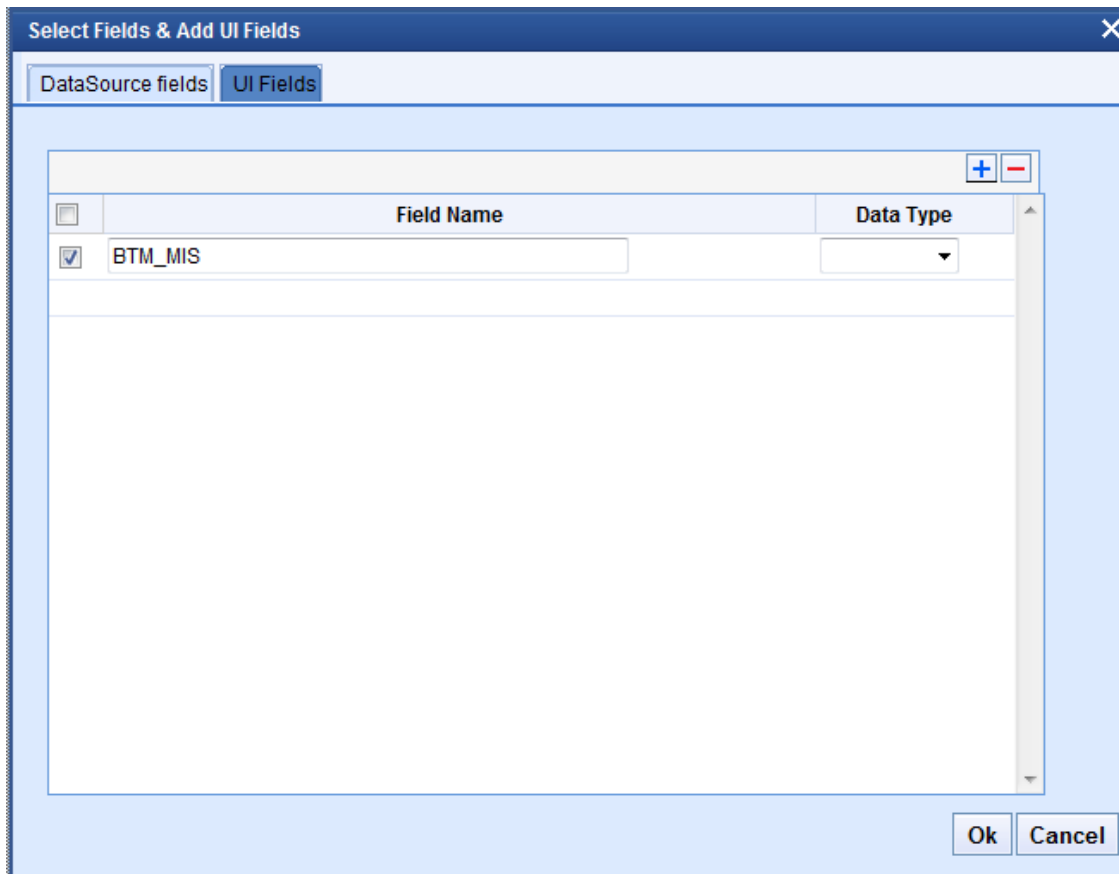 Select Fields & Add UI Fields
DataSource fields UI Fields
Field Name Data Type
BTM_MIS
Ok Cancel